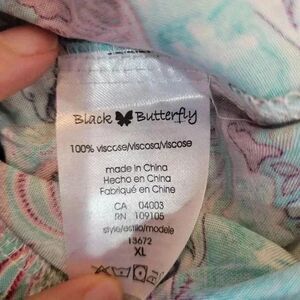 Black Butterfly
100% viscose/viscosa/viscose
made in China
Hecho en China
Fabriqué en Chine
CA 04003
RN 109105
style/estilo/modele
13672
XL